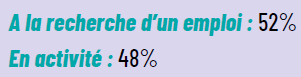 A la recherche d’un emploi : 52%
En activité : 48%